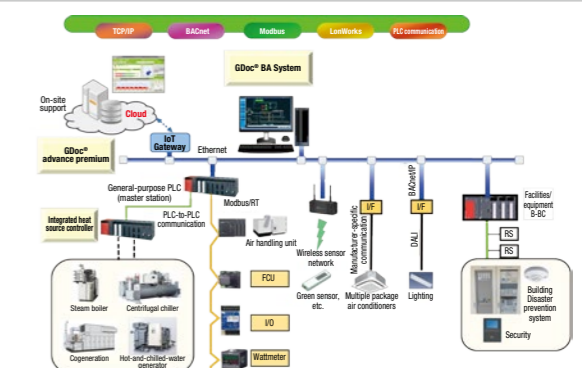 TCP/IP
BACnet
Modbus
LonWorks
PLC communication
GDoc® BA System
On-site
support
Cloud
IoT
Gateway
Ethernet
GDoc®
advance premium
General-purpose PLC
(master station)
Modbus/RT
Integrated heat
source controller
PLC-to-PLC
communication
Air handling unit
FCU
I/O
Wattmeter
Wireless sensor
network
Green sensor,
etc.
I/F
Manufacturer-specific
communication
Multiple package
air conditioners
BACnet/IP
I/F
DALI
Lighting
Facilities/
equipment
B-BC
RS
RS
Building
Disaster
prevention
system
Security
Steam boiler
Centrifugal chiller
Cogeneration
Hot-and-chilled-water
generator